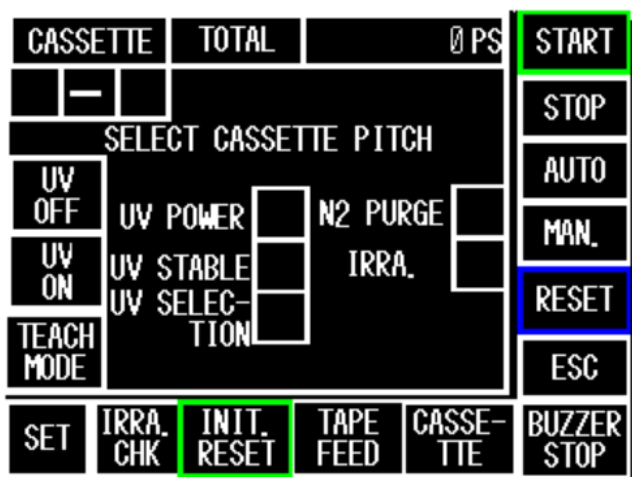 CASSETTE TOTAL 0 PS START
– STOP
SELECT CASSETTE PITCH
AUTO
UV
OFF
UV POWER N2 PURGE
MAN.
UV
ON
UV STABLE IRRA.
RESET
UV SELEC-
TION
TEACH
MODE
ESC
SET
IRRA.
CHK
INIT.
RESET
TAPE
FEED
CASSE-
TTE
BUZZER
STOP